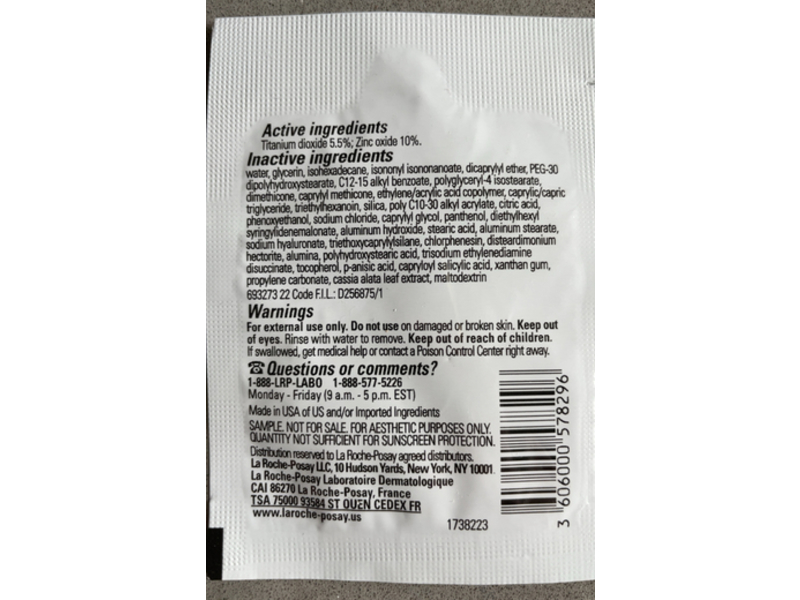 Active ingredients
Titanium dioxide 5.5%; Zinc oxide 10%.
Inactive ingredients
water, glycerin, isohexadecane, isononyl isononanoate, dicaprylyl ether, PEG-30
dipolyhydroxystearate, C12-15 alkyl benzoate, polyglyceryl-4 isostearate,
dimethicone, caprylyl methicone, ethylene/acrylic acid copolymer, caprylic/capric
triglyceride, triethylhexanoin, silica, poly C10-30 alkyl acrylate, citric acid,
phenoxyethanol, sodium chloride, caprylyl glycol, panthenol, diethylhexyl
syringylidenemalonate, aluminum hydroxide, stearic acid, aluminum stearate,
sodium hyaluronate, triethoxycaprylylsilane, chlorphenesin, disteardimonium
hectorite, alumina, polyhydroxystearic acid, trisodium ethylenediamine
disuccinate, tocopherol, p-anisic acid, capryloyl salicylic acid, xanthan gum,
propylene carbonate, cassia alata leaf extract, maltodextrin
693273 22 Code F.I.L.: D256875/1
Warnings
For external use only. Do not use on damaged or broken skin. Keep out
of eyes. Rinse with water to remove. Keep out of reach of children.
If swallowed, get medical help or contact a Poison Control Center right away.
☎ Questions or comments?
1-888-LRP-LABO 1-888-577-5226
Monday - Friday (9 a.m. - 5 p.m. EST)
Made in USA of US and/or Imported Ingredients
SAMPLE. NOT FOR SALE. FOR AESTHETIC PURPOSES ONLY.
QUANTITY NOT SUFFICIENT FOR SUNSCREEN PROTECTION.
Distribution reserved to La Roche-Posay agreed distributors.
La Roche-Posay LLC, 10 Hudson Yards, New York, NY 10001
La Roche-Posay Laboratoire Dermatologique
CAI 86270 La Roche-Posay, France
TSA 75000 93584 ST OUEN CEDEX FR
www.laroche-posay.us
1738223
3 606000 578296